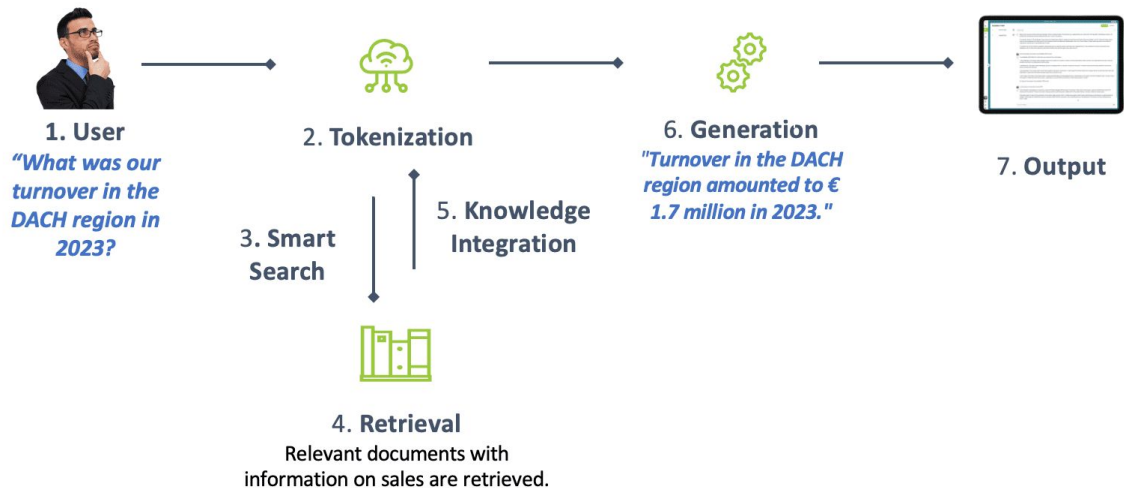 1. User
“What was our
turnover in the
DACH region in
2023?
2. Tokenization
3. Smart
Search
4. Retrieval
Relevant documents with
information on sales are retrieved.
5. Knowledge
Integration
6. Generation
"Turnover in the DACH
region amounted to €
1.7 million in 2023."
7. Output